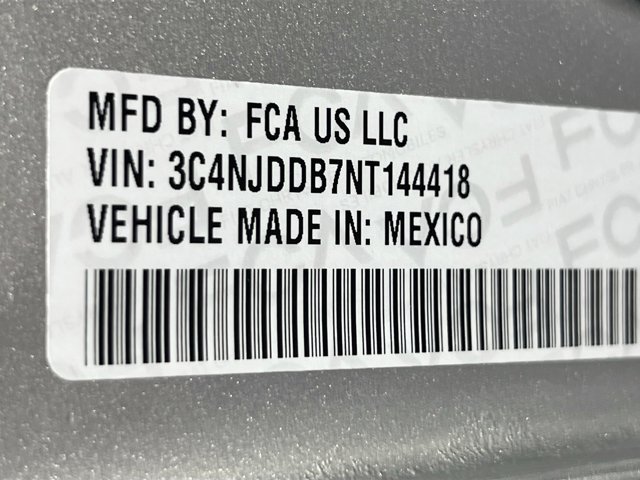 MFD BY: FCA US LLC
VIN: 3C4NJDDB7NT144418
VEHICLE MADE IN: MEXICO